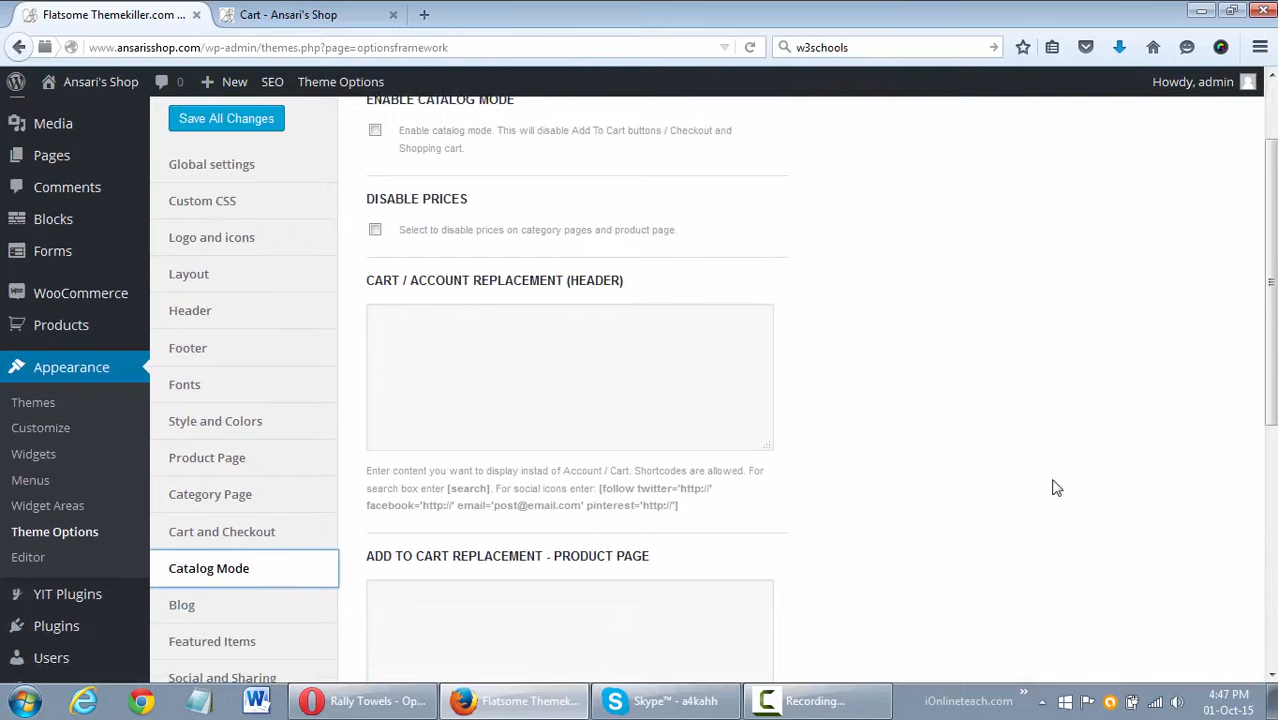 Flatsome Themekiller.com ...
Cart - Ansari's Shop
www.ansarisshop.com/wp-admin/themes.php?page=optionsframework
w3schools
Ansari's Shop
0
New
SEO
Theme Options
Howdy, admin
Media
Pages
Comments
Blocks
Forms
WooCommerce
Products
Appearance
Themes
Customize
Widgets
Menus
Widget Areas
Theme Options
Editor
YIT Plugins
Plugins
Users
Save All Changes
Global settings
Custom CSS
Logo and icons
Layout
Header
Footer
Fonts
Style and Colors
Product Page
Category Page
Cart and Checkout
Catalog Mode
Blog
Featured Items
Social and Sharing
ENABLE CATALOG MODE
Enable catalog mode. This will disable Add To Cart buttons / Checkout and
Shopping cart.
DISABLE PRICES
Select to disable prices on category pages and product page.
CART / ACCOUNT REPLACEMENT (HEADER)
Enter content you want to display instad of Account / Cart. Shortcodes are allowed. For
search box enter [search]. For social icons enter: [follow twitter='http://'
facebook='http://' email='post@email.com' pinterest='http://']
ADD TO CART REPLACEMENT - PRODUCT PAGE
Rally Towels - Op...
Flatsome Themek...
Skype™ - a4kahh
Recording...
iOnlineteach.com
4:47 PM
01-Oct-15